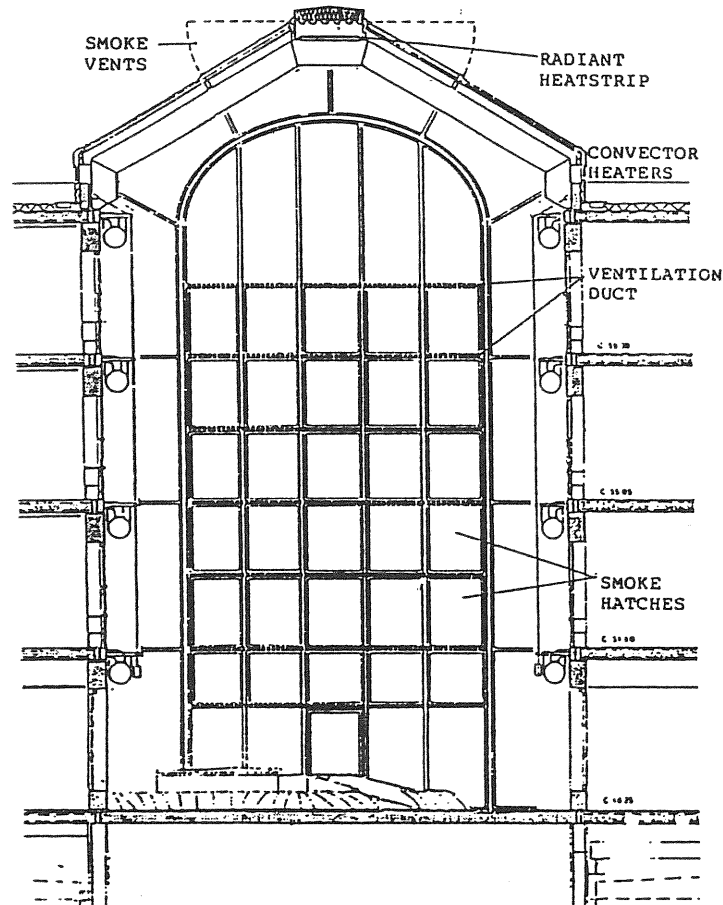 SMOKE
VENTS
RADIANT
HEATSTRIP
CONVECTOR
HEATERS
VENTILATION
DUCT
SMOKE
HATCHES